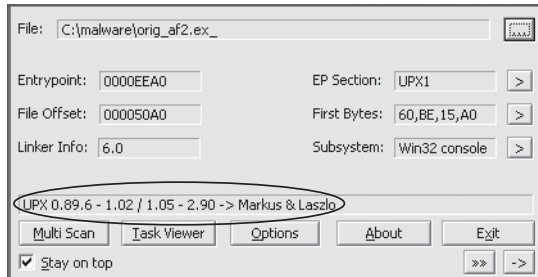 File: C:\malware\orig_af2.ex_ ...
Entrypoint: 0000EEA0 EP Section: UPX1 >
File Offset: 000050A0 First Bytes: 60,BE,15,A0 >
Linker Info: 6.0 Subsystem: Win32 console >
UPX 0.89.6 - 1.02 / 1.05 - 2.90 -> Markus & Laszlo
Multi Scan Task Viewer Options About Exit
Stay on top »» ->